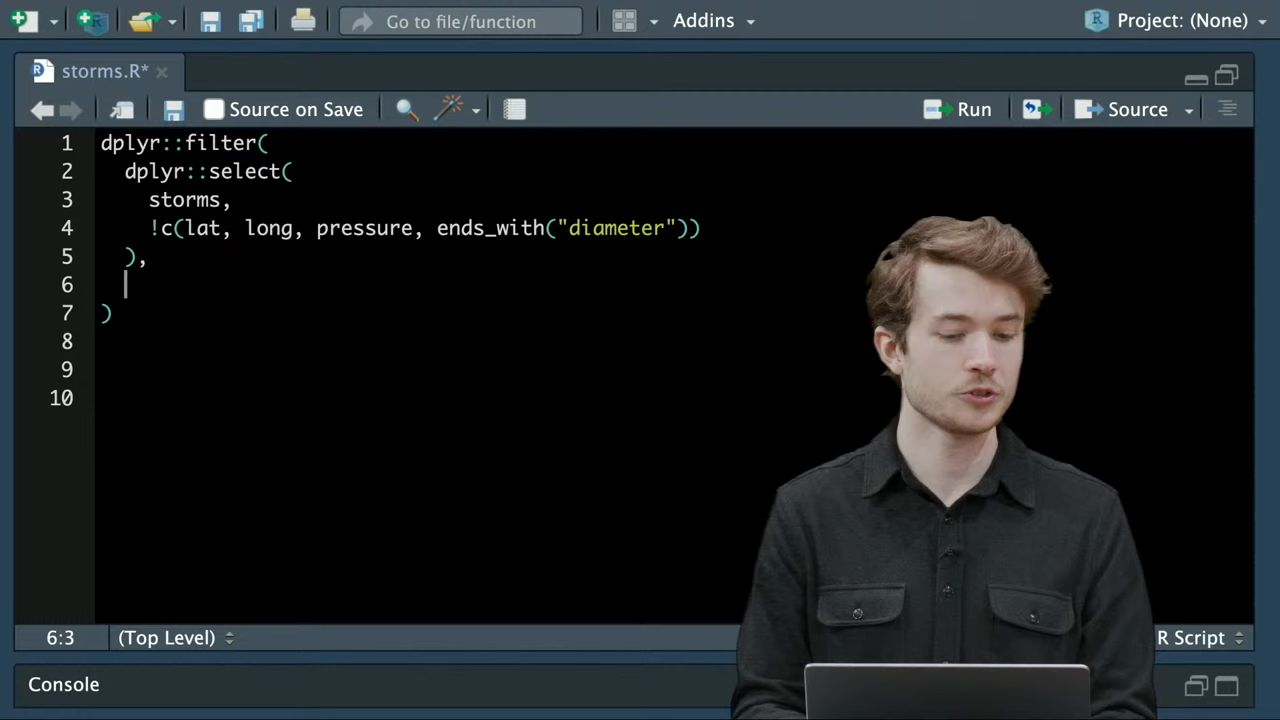 Go to file/function
Addins
Project: (None)
storms.R*
Source on Save
Run
Source
1 dplyr::filter(
2   dplyr::select(
3     storms,
4     !c(lat, long, pressure, ends_with("diameter"))
5   ),
6
7 )
8
9
10
6:3
(Top Level)
R Script
Console